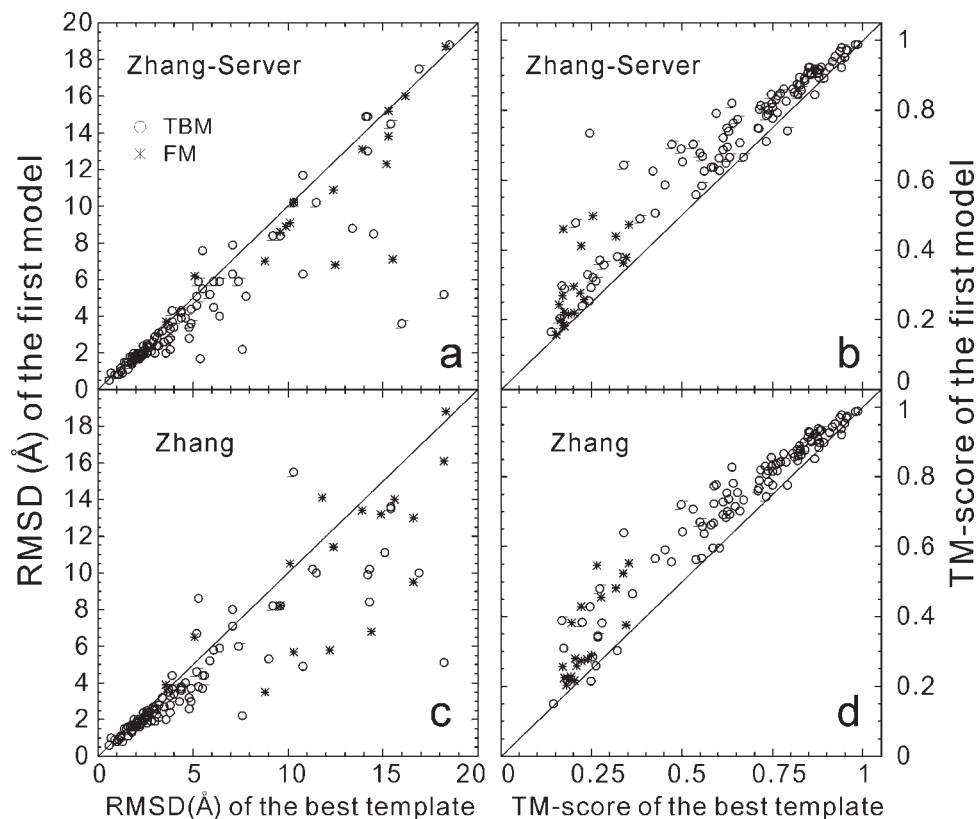 20
18
16
14
12
10
8
6
4
2
0
Zhang-Server
TBM
FM
a
Zhang-Server
b
1
0.8
0.6
0.4
0.2
0
RMSD (Å) of the first model
TM-score of the first model
18
16
14
12
10
8
6
4
2
0
Zhang
c
Zhang
d
1
0.8
0.6
0.4
0.2
0
0 5 10 15 20
0 0.25 0.5 0.75 1
RMSD(Å) of the best template
TM-score of the best template